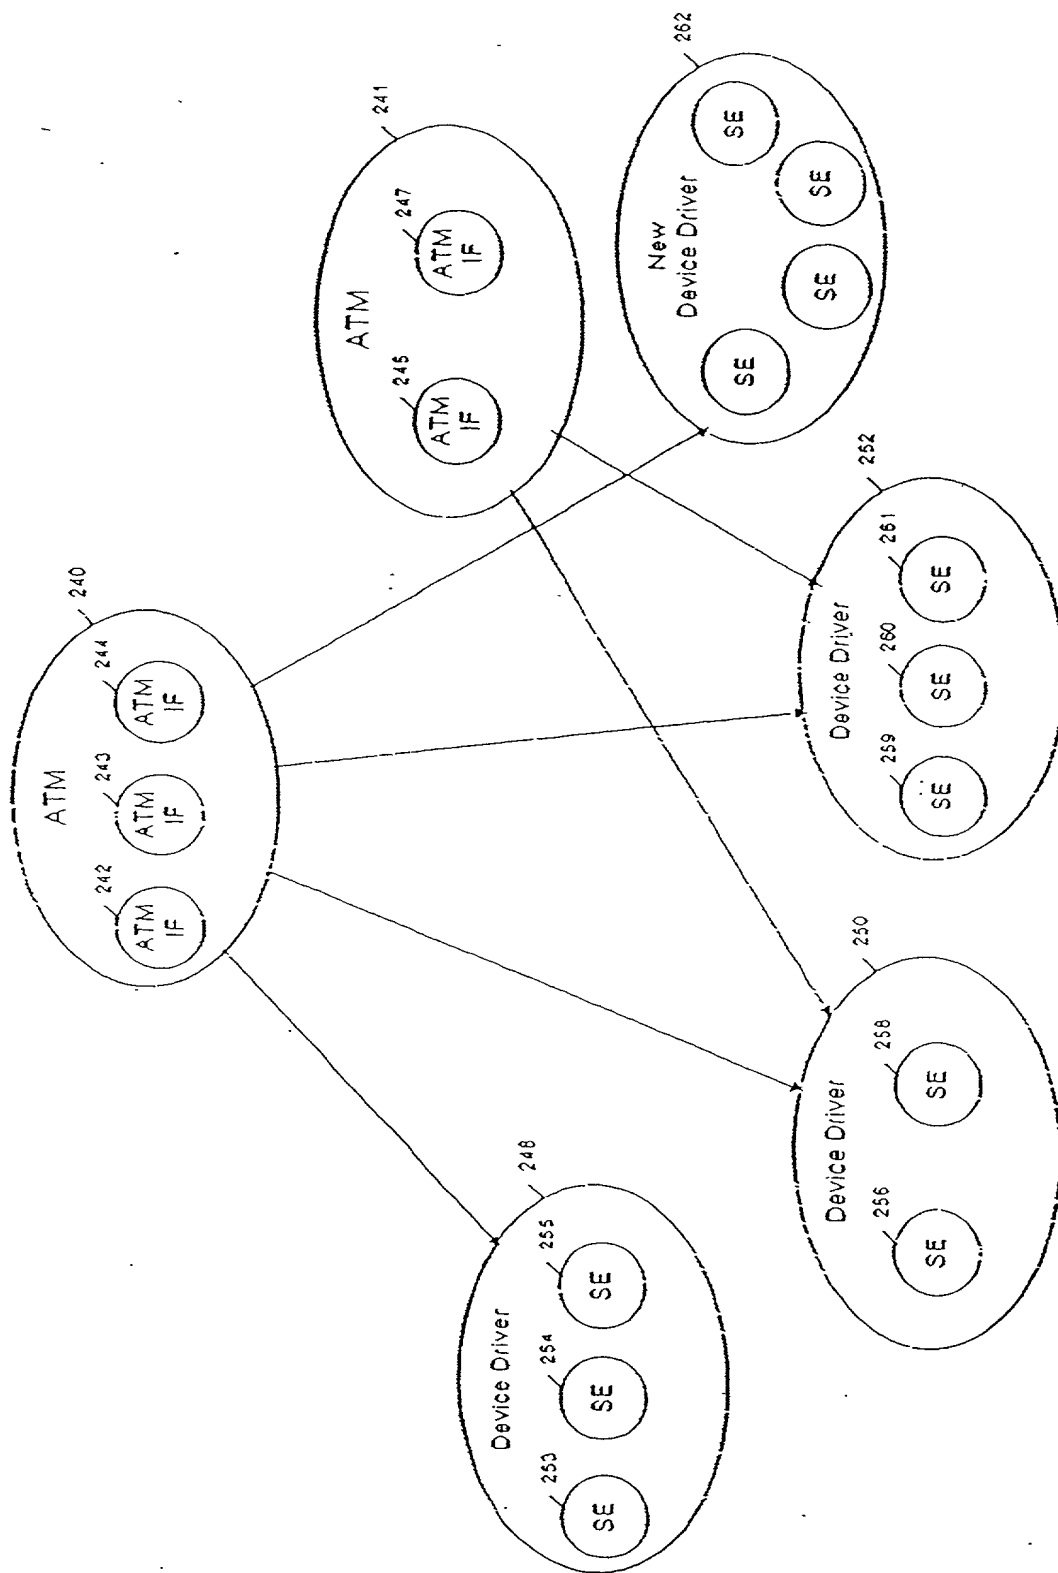 240
ATM
242
ATM
IF
243
ATM
IF
244
ATM
IF
241
ATM
245
ATM
IF
247
ATM
IF
248
Device Driver
253
SE
254
SE
255
SE
250
Device Driver
256
SE
258
SE
252
Device Driver
259
SE
260
SE
261
SE
262
New
Device Driver
SE
SE
SE
SE